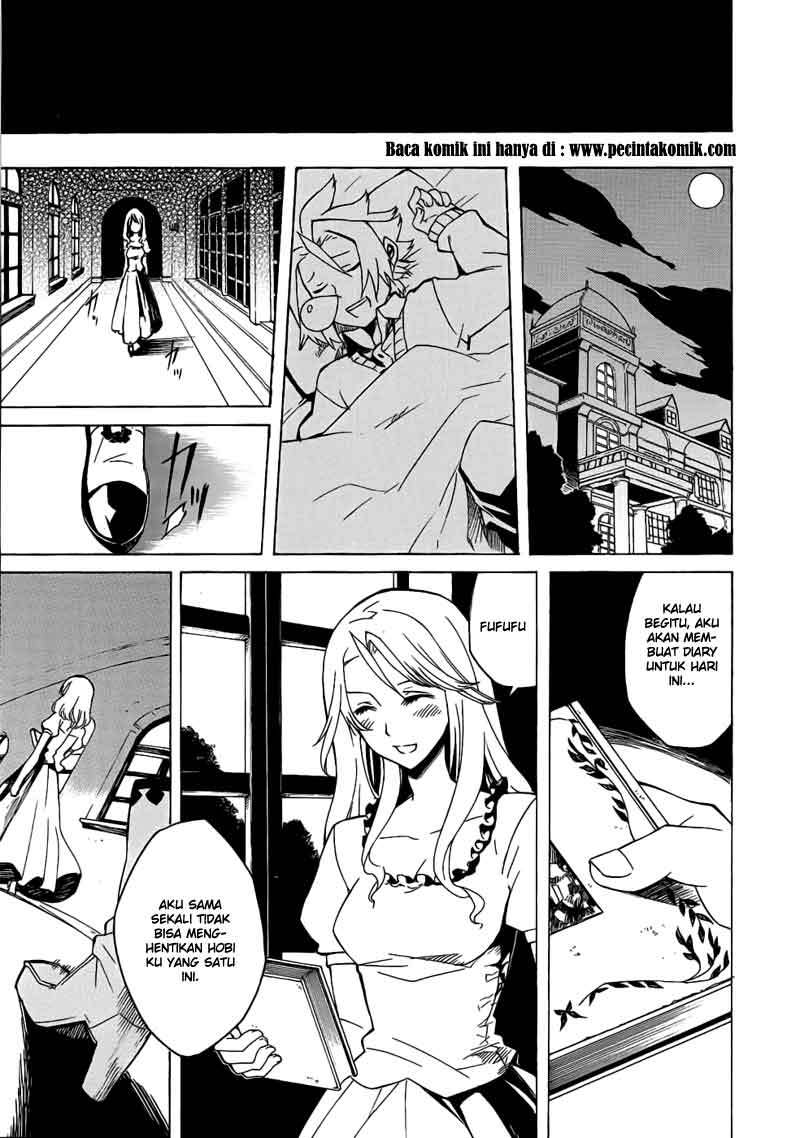 Baca komik ini hanya di : www.pecintakomik.com
KALAU
BEGITU, AKU
AKAN MEM-
BUAT DIARY
UNTUK HARI
INI...
FUFUFU
AKU SAMA
SEKALI TIDAK
BISA MENG-
HENTIKAN HOBI
KU YANG SATU
INI.